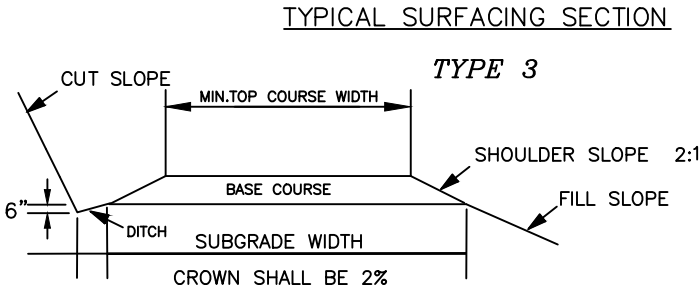 TYPICAL SURFACING SECTION
TYPE 3
CUT SLOPE
MIN.TOP COURSE WIDTH
SHOULDER SLOPE 2:1
BASE COURSE
FILL SLOPE
6"
DITCH
SUBGRADE WIDTH
CROWN SHALL BE 2%